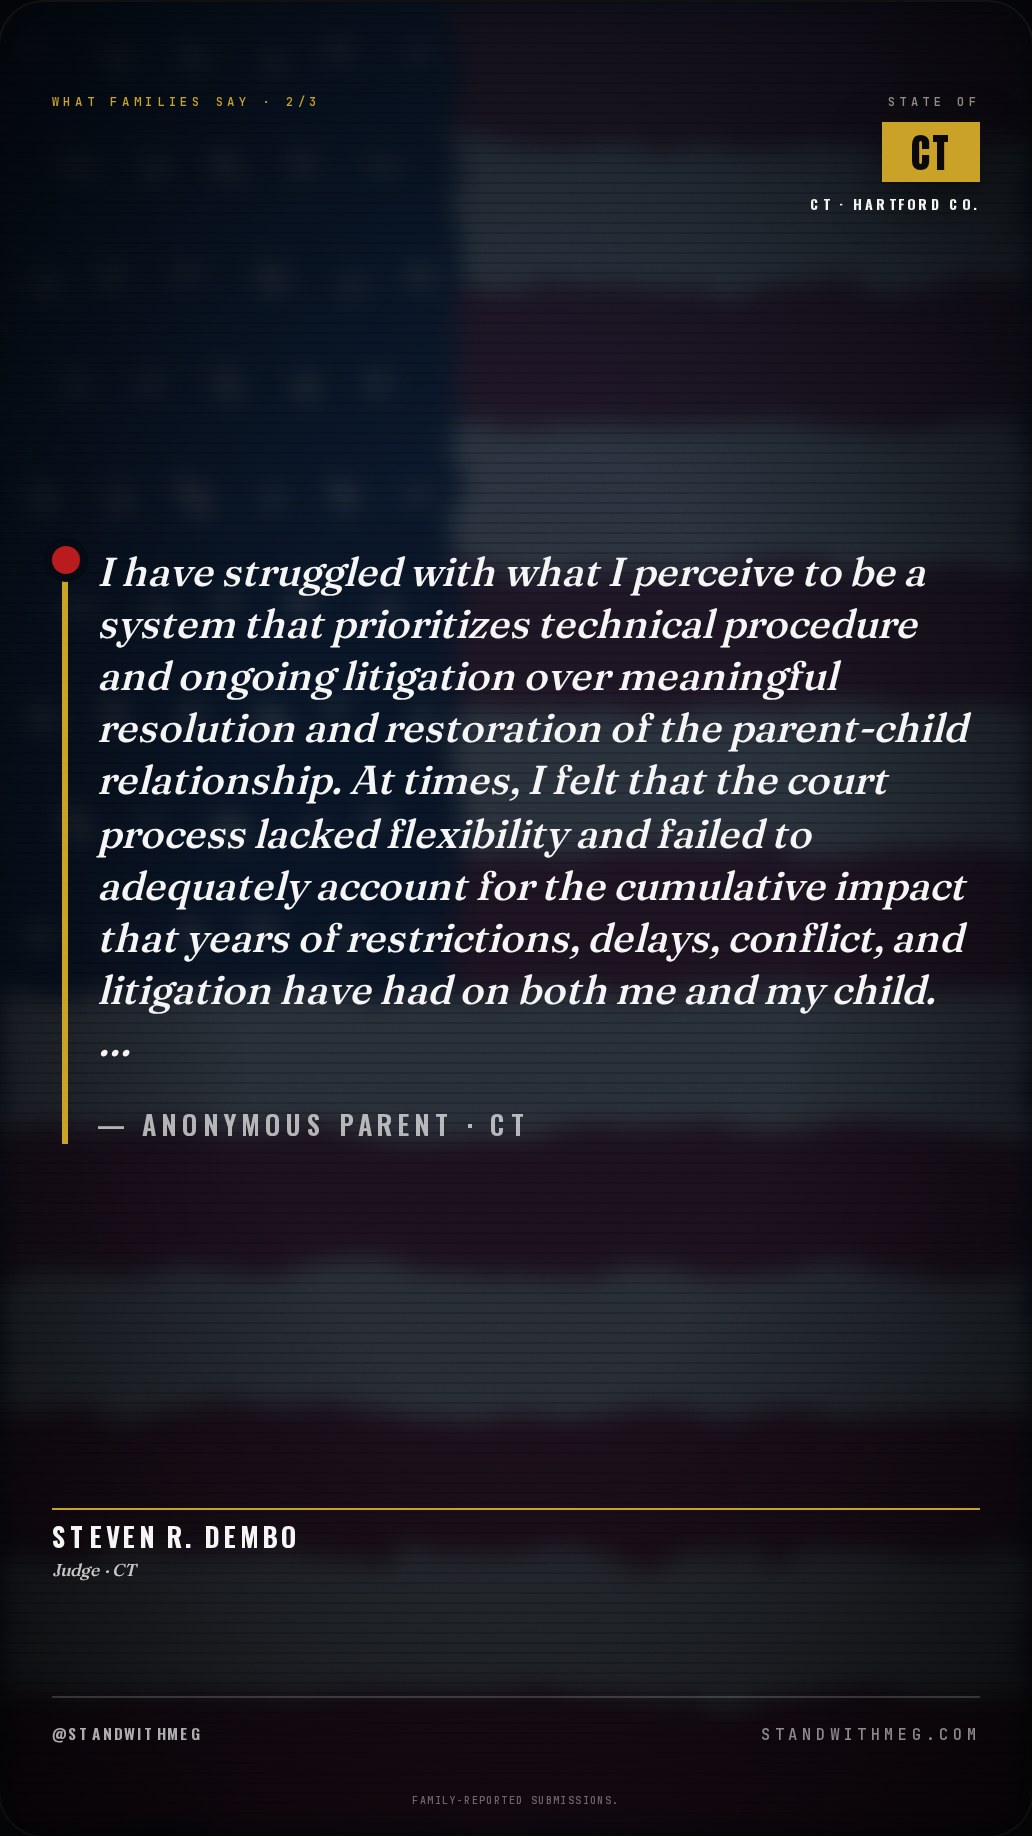 WHAT FAMILIES SAY · 2/3
STATE OF
CT
CT · HARTFORD CO.
I have struggled with what I perceive to be a
system that prioritizes technical procedure
and ongoing litigation over meaningful
resolution and restoration of the parent-child
relationship. At times, I felt that the court
process lacked flexibility and failed to
adequately account for the cumulative impact
that years of restrictions, delays, conflict, and
litigation have had on both me and my child.
...
— ANONYMOUS PARENT · CT
STEVEN R. DEMBO
Judge · CT
@STANDWITHMEG
STANDWITHMEG.COM
FAMILY-REPORTED SUBMISSIONS.